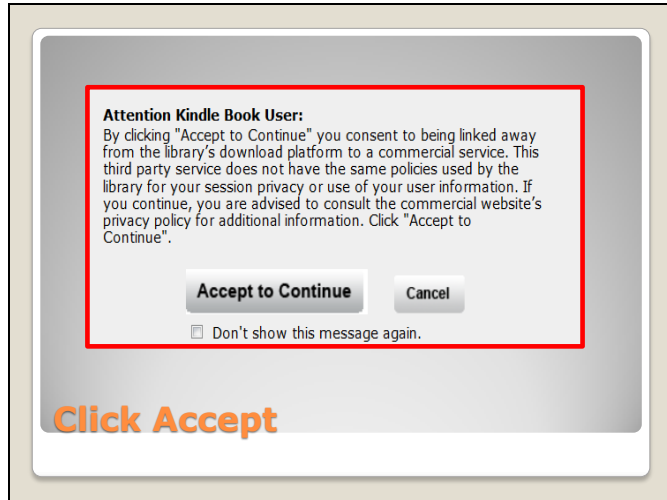 Attention Kindle Book User:
By clicking "Accept to Continue" you consent to being linked away
from the library's download platform to a commercial service. This
third party service does not have the same policies used by the
library for your session privacy or use of your user information. If
you continue, you are advised to consult the commercial website's
privacy policy for additional information. Click "Accept to
Continue".
Accept to Continue
Cancel
Don't show this message again.
Click Accept